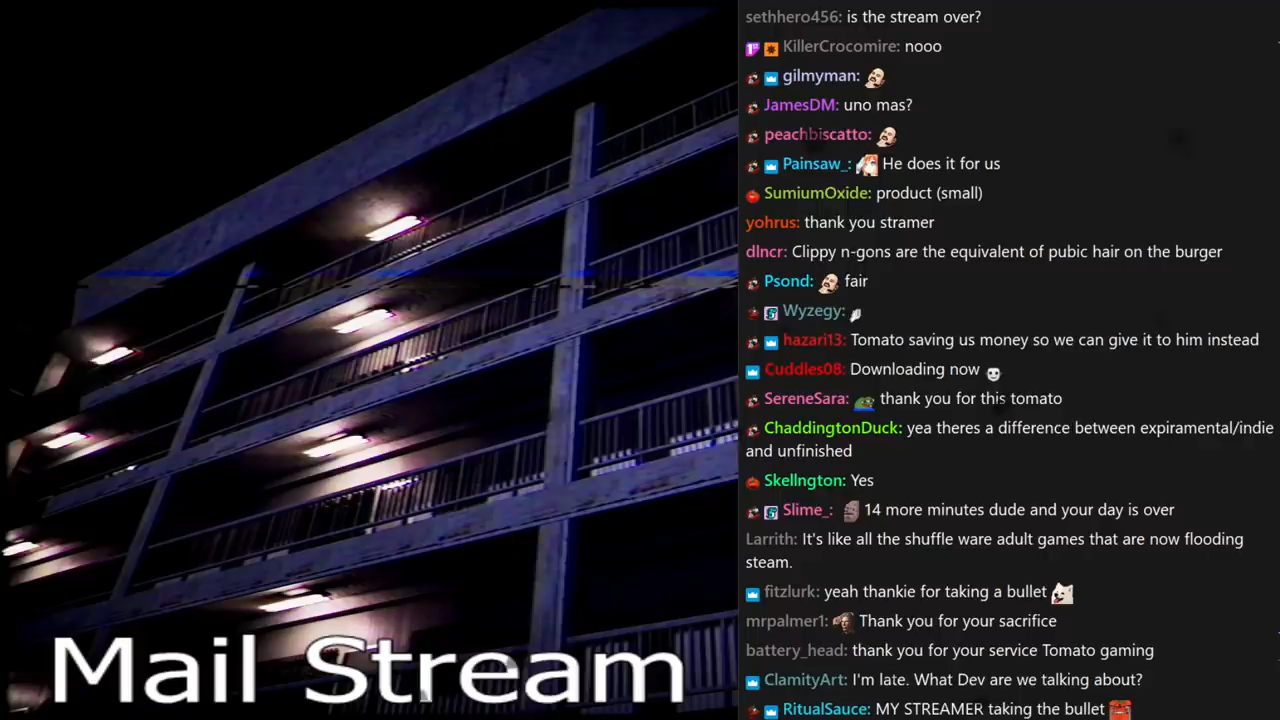 sethhero456: is the stream over?
KillerCrocomire: nooo
gilmyman:
JamesDM: uno mas?
peachbiscatto:
Painsaw_: He does it for us
SumiumOxide: product (small)
yohrus: thank you stramer
dlncr: Clippy n-gons are the equivalent of pubic hair on the burger
Psond: fair
Wyzegy:
hazari13: Tomato saving us money so we can give it to him instead
Cuddles08: Downloading now
SereneSara: thank you for this tomato
ChaddingtonDuck: yea theres a difference between expiramental/indie
and unfinished
Skellngton: Yes
Slime_: 14 more minutes dude and your day is over
Larrith: It's like all the shuffle ware adult games that are now flooding
steam.
fitzlurk: yeah thankie for taking a bullet
mrpalmer1: Thank you for your sacrifice
battery_head: thank you for your service Tomato gaming
ClamityArt: I'm late. What Dev are we talking about?
RitualSauce: MY STREAMER taking the bullet
Mail Stream